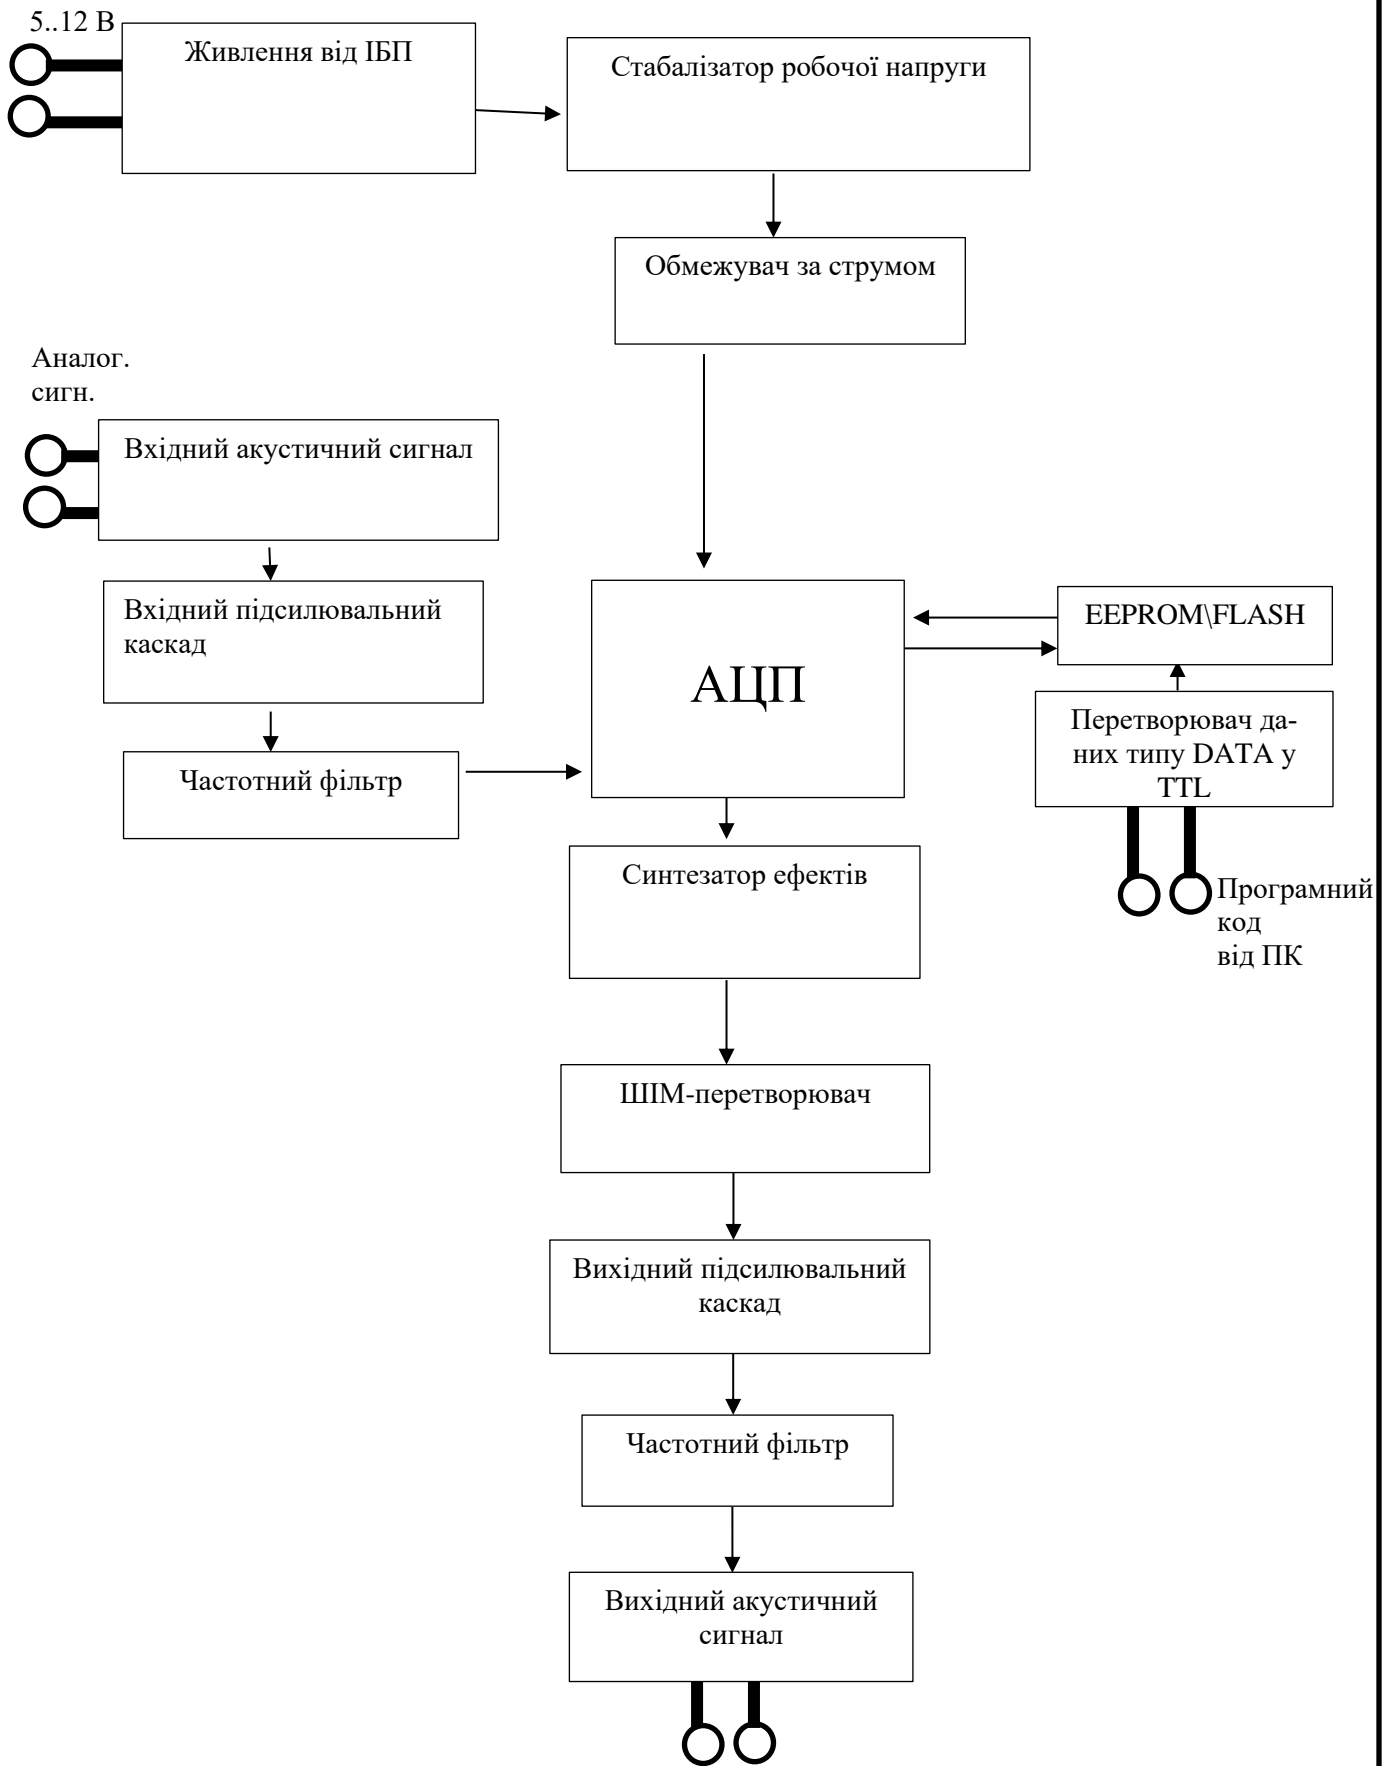 5..12 В
Живлення від ІБП
Стабалізатор робочої напруги
Обмежувач за струмом
Аналог.
сигн.
Вхідний акустичний сигнал
Вхідний підсилювальний
каскад
Частотний фільтр
АЦП
EEPROM\FLASH
Перетворювач да-
них типу DATA у
TTL
Програмний
код
від ПК
Синтезатор ефектів
ШІМ-перетворювач
Вихідний підсилювальний
каскад
Частотний фільтр
Вихідний акустичний
сигнал